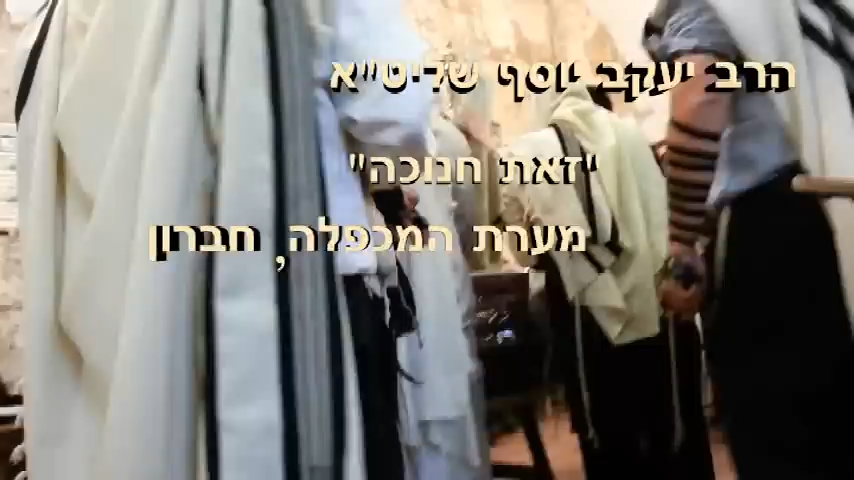 הרב יעקב יוסף שליט"א
"זאת חנוכה"
מערת המכפלה, חברון